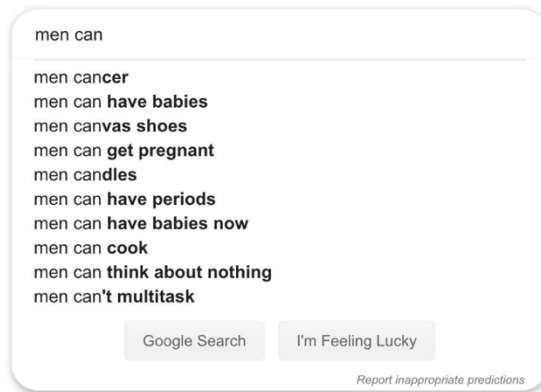 men can
men cancer
men can have babies
men canvas shoes
men can get pregnant
men candles
men can have periods
men can have babies now
men can cook
men can think about nothing
men can't multitask
Google Search I'm Feeling Lucky
Report inappropriate predictions